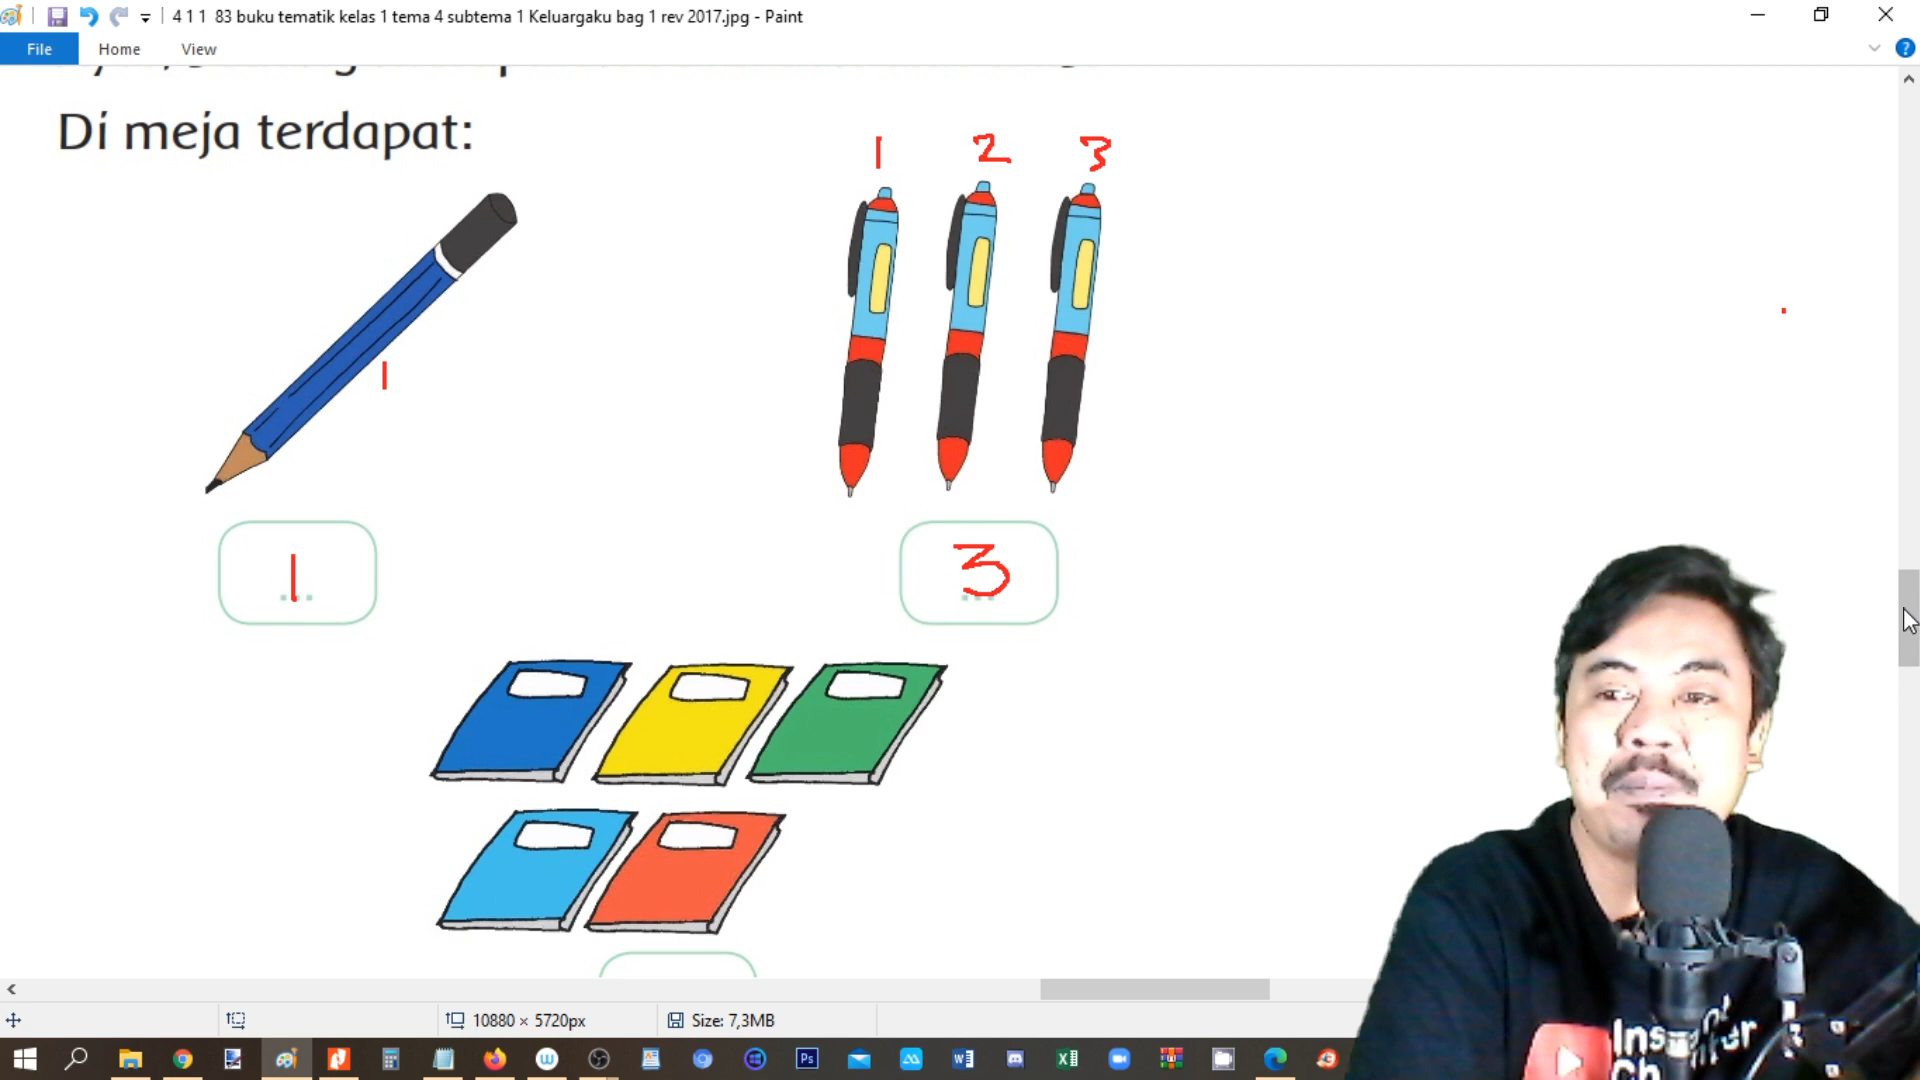 4 1 1 83 buku tematik kelas 1 tema 4 subtema 1 Keluargaku bag 1 rev 2017.jpg - Paint
File Home View
Di meja terdapat:
1 2 3
1
1 3
10880 × 5720px Size: 7,3MB